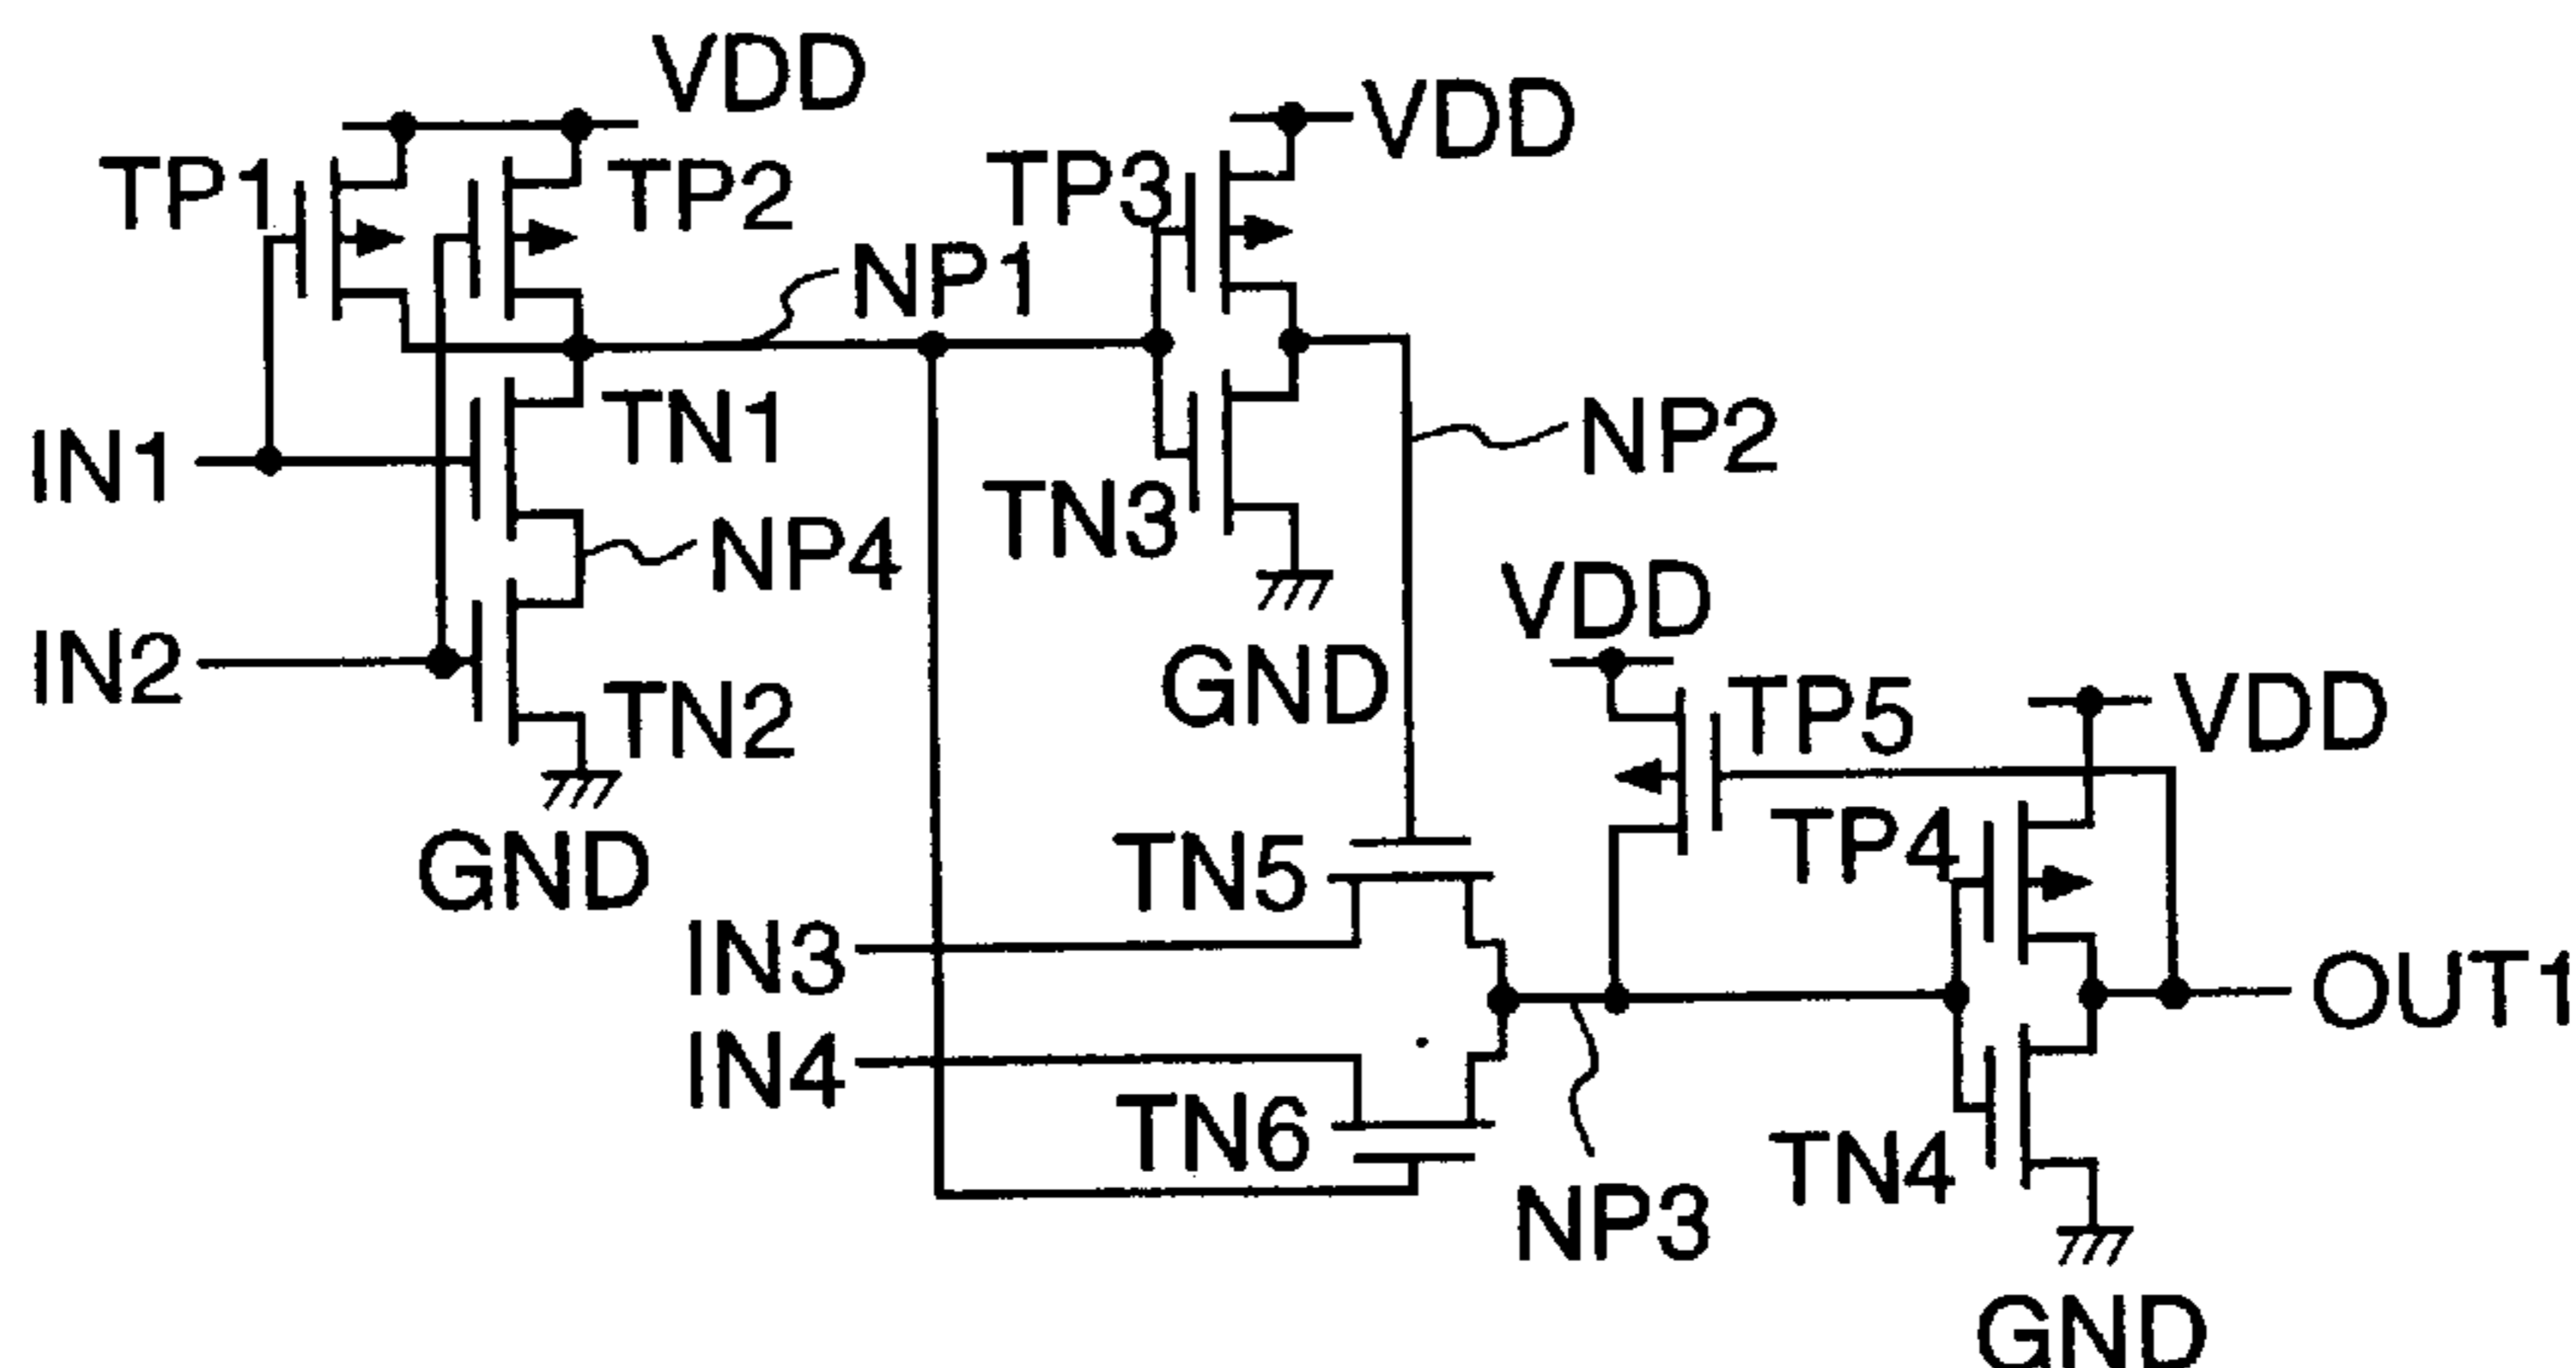 VDD
VDD
TP1
TP2
TP3
NP1
IN1
TN1
NP2
TN3
NP4
IN2
TN2
GND
VDD
TP5
VDD
GND
TN5
TP4
IN3
OUT1
IN4
TN6
TN4
NP3
GND